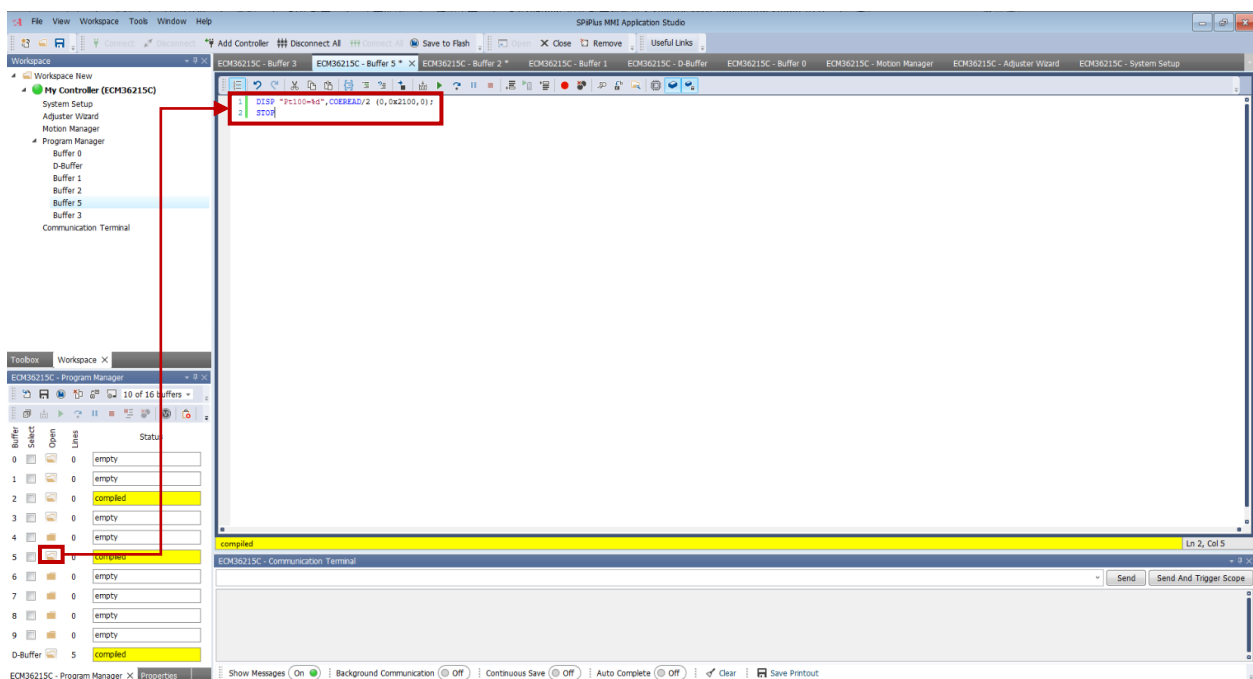 File View Workspace Tools Window Help
SPiiPlus MMI Application Studio
Connect Disconnect Add Controller Disconnect All Connect All Save to Flash Open Close Remove Useful Links
Workspace
ECM36215C - Buffer 3 ECM36215C - Buffer 5 * ECM36215C - Buffer 2 * ECM36215C - Buffer 1 ECM36215C - D-Buffer ECM36215C - Buffer 0 ECM36215C - Motion Manager ECM36215C - Adjuster Wizard ECM36215C - System Setup
Workspace New
My Controller (ECM36215C)
System Setup
Adjuster Wizard
Motion Manager
Program Manager
Buffer 0
D-Buffer
Buffer 1
Buffer 2
Buffer 5
Buffer 3
Communication Terminal
1 DISP "Pt100=%d",COEREAD/2 (0,0x2100,0);
2 STOP
Toolbox Workspace
ECM36215C - Program Manager
10 of 16 buffers
Buffer Select Open Lines Status
0 0 empty
1 0 empty
2 0 compiled
3 0 empty
4 0 empty
5 0 compiled
6 0 empty
7 0 empty
8 0 empty
9 0 empty
D-Buffer 5 compiled
ECM36215C - Program Manager Properties
compiled Ln 2, Col 5
ECM36215C - Communication Terminal
Send Send And Trigger Scope
Show Messages On Background Communication Off Continuous Save Off Auto Complete Off Clear Save Printout